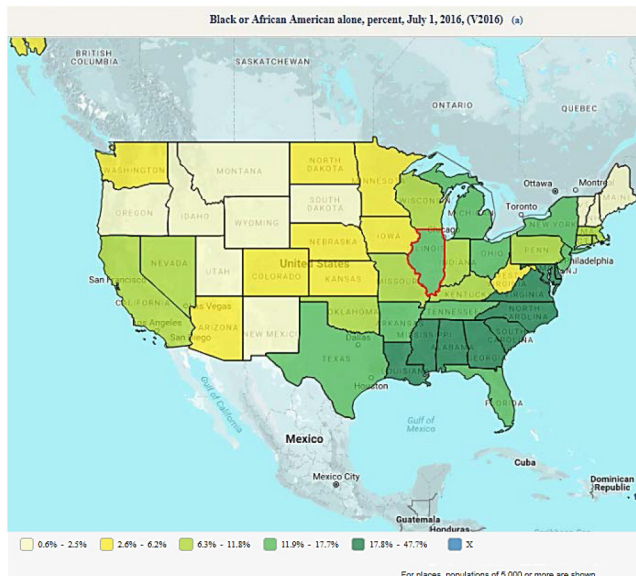 Black or African American alone, percent, July 1, 2016, (V2016) (a)
BRITISH
COLUMBIA
SASKATCHEWAN
ONTARIO
QUEBEC
WASHINGTON
MONTANA
NORTH
DAKOTA
MINNESOTA
Ottawa
Montreal
MAINE
OREGON
IDAHO
SOUTH
DAKOTA
WISCONSIN
MICHIGAN
Toronto
WYOMING
NEW YORK
Chicago
IOWA
NEBRASKA
ILLINOIS
INDIANA
OHIO
PENN
Philadelphia
NJ
NEVADA
UTAH
United States
COLORADO
KANSAS
MISSOURI
WEST
VIRGINIA
San Francisco
CALIFORNIA
KENTUCKY
VIRGINIA
Las Vegas
Los Angeles
ARIZONA
NEW MEXICO
OKLAHOMA
TENNESSEE
NORTH
CAROLINA
San Diego
ARKANSAS
SOUTH
CAROLINA
Dallas
MISSISSIPPI
ALABAMA
GEORGIA
TEXAS
LOUISIANA
Houston
FLORIDA
Gulf of
California
Gulf of
Mexico
Mexico
Cuba
Mexico City
Dominican
Republic
Guatemala
Honduras
0.6% - 2.5%
2.6% - 6.2%
6.3% - 11.8%
11.9% - 17.7%
17.8% - 47.7%
X
For places, populations of 5,000 or more are shown